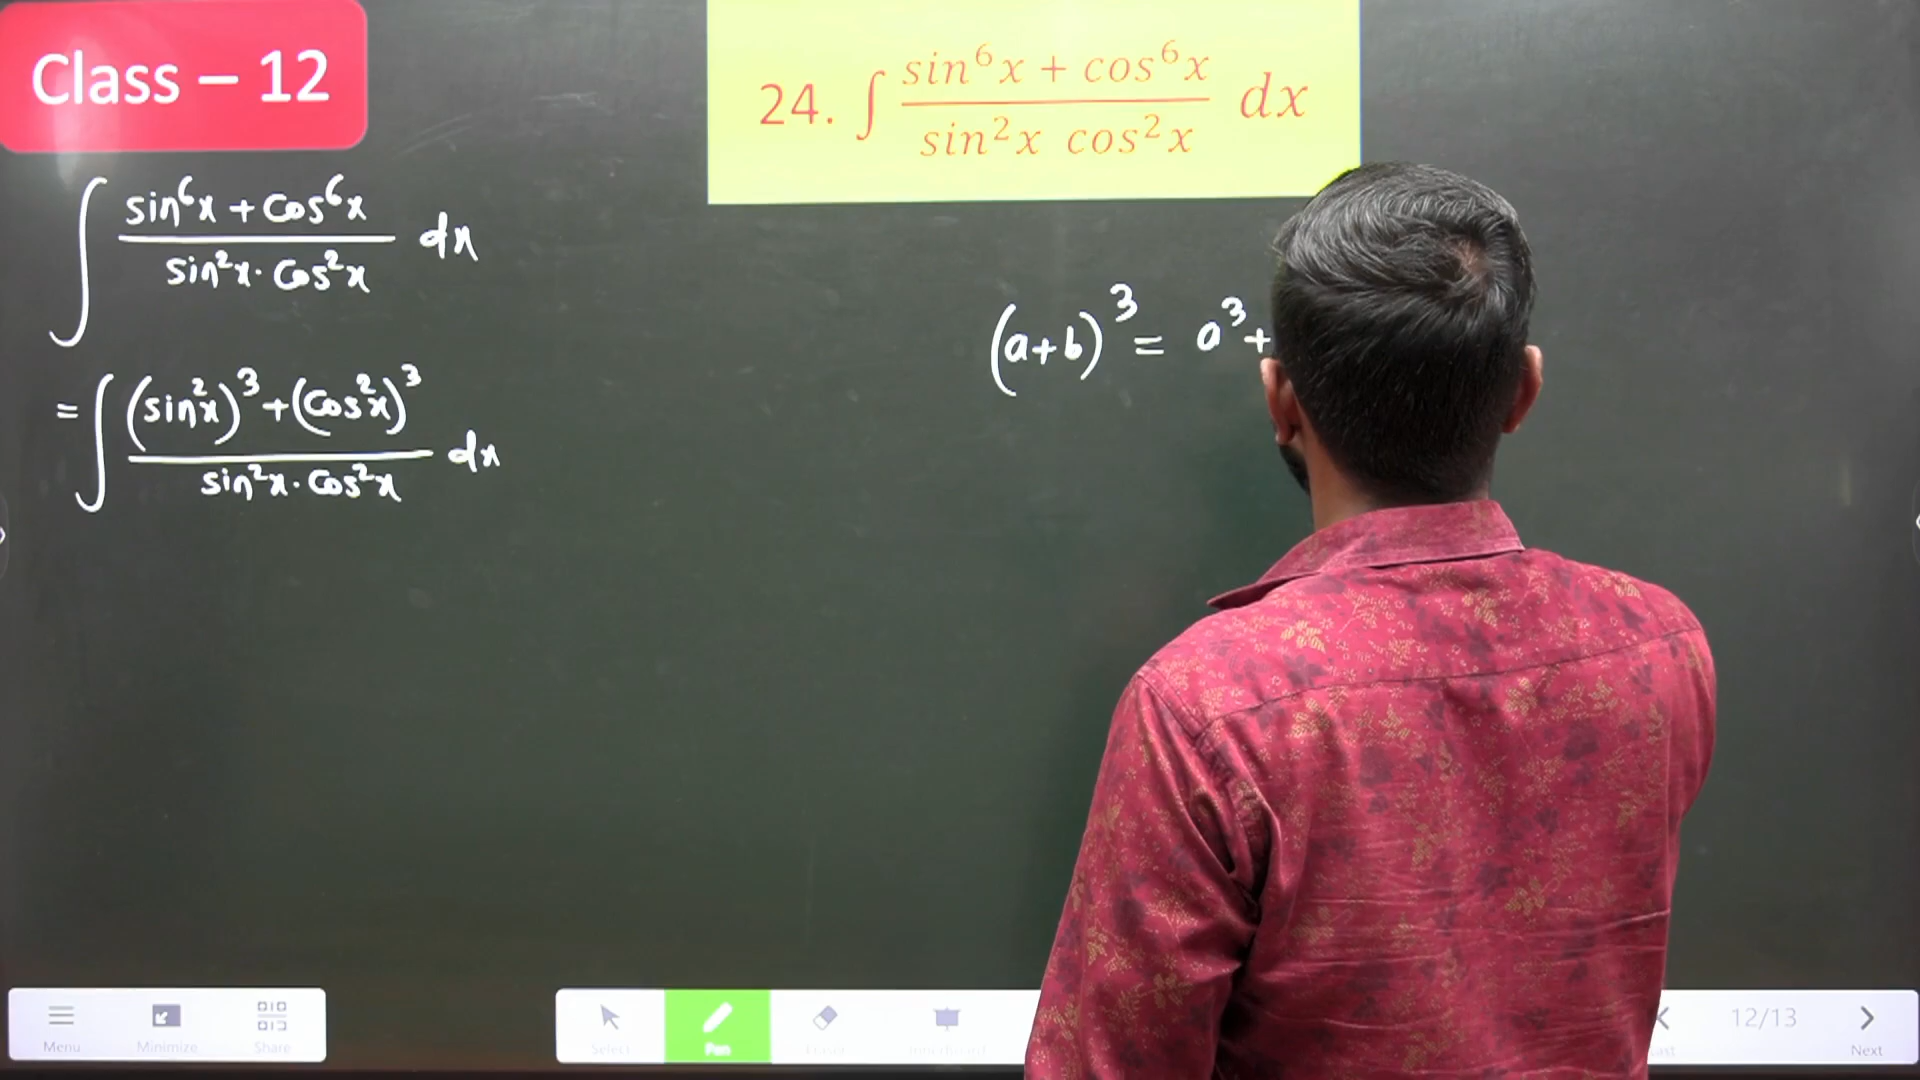 Class – 12
24. ∫ (sin⁶x + cos⁶x)/(sin²x cos²x) dx
∫ (sin⁶x + cos⁶x)/(sin²x · cos²x) dx
(a+b)³ = a³+
= ∫ ((sin²x)³ + (cos²x)³)/(sin²x · cos²x) dx
Menu Minimize Share Select Pen Eraser 12/13 Next